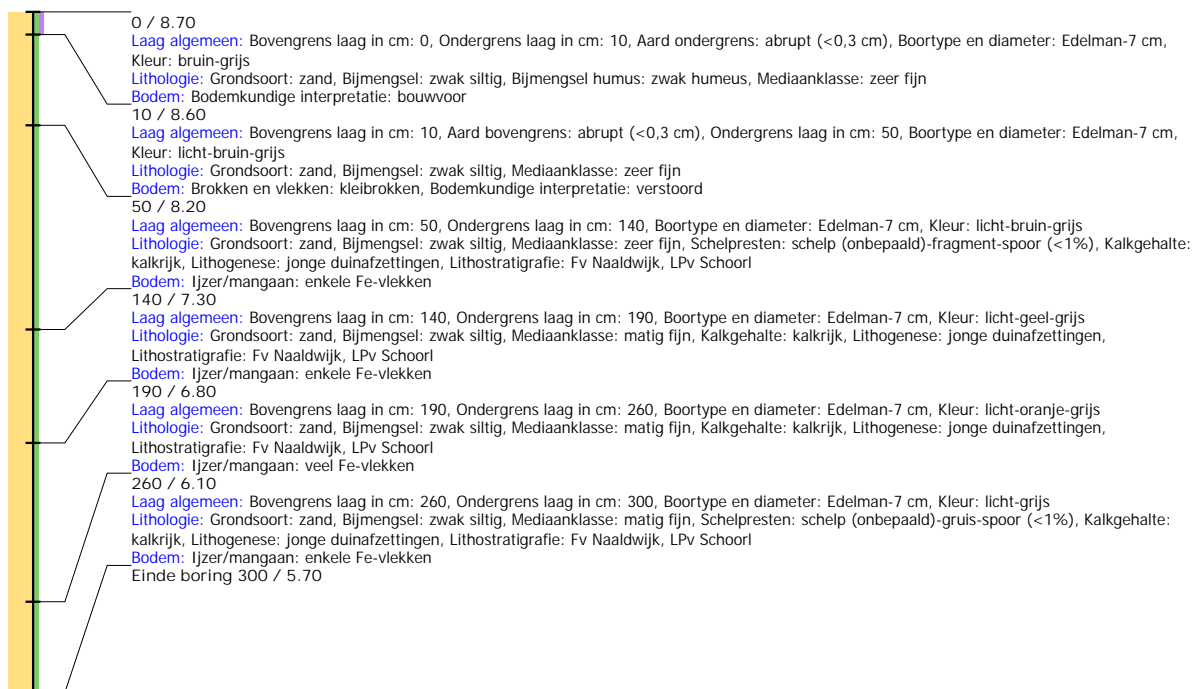 0 / 8.70
Laag algemeen: Bovengrens laag in cm: 0, Ondergrens laag in cm: 10, Aard ondergrens: abrupt (<0,3 cm), Boortype en diameter: Edelman-7 cm,
Kleur: bruin-grijs
Lithologie: Grondsoort: zand, Bijmengsel: zwak siltig, Bijmengsel humus: zwak humeus, Mediaanklasse: zeer fijn
Bodem: Bodemkundige interpretatie: bouwvoor
10 / 8.60
Laag algemeen: Bovengrens laag in cm: 10, Aard bovengrens: abrupt (<0,3 cm), Ondergrens laag in cm: 50, Boortype en diameter: Edelman-7 cm,
Kleur: licht-bruin-grijs
Lithologie: Grondsoort: zand, Bijmengsel: zwak siltig, Mediaanklasse: zeer fijn
Bodem: Brokken en vlekken: kleibrokken, Bodemkundige interpretatie: verstoord
50 / 8.20
Laag algemeen: Bovengrens laag in cm: 50, Ondergrens laag in cm: 140, Boortype en diameter: Edelman-7 cm, Kleur: licht-bruin-grijs
Lithologie: Grondsoort: zand, Bijmengsel: zwak siltig, Mediaanklasse: zeer fijn, Schelpresten: schelp (onbepaald)-fragment-spoor (<1%), Kalkgehalte:
kalkrijk, Lithogenese: jonge duinafzettingen, Lithostratigrafie: Fv Naaldwijk, LPv Schoorl
Bodem: Ijzer/mangaan: enkele Fe-vlekken
140 / 7.30
Laag algemeen: Bovengrens laag in cm: 140, Ondergrens laag in cm: 190, Boortype en diameter: Edelman-7 cm, Kleur: licht-geel-grijs
Lithologie: Grondsoort: zand, Bijmengsel: zwak siltig, Mediaanklasse: matig fijn, Kalkgehalte: kalkrijk, Lithogenese: jonge duinafzettingen,
Lithostratigrafie: Fv Naaldwijk, LPv Schoorl
Bodem: Ijzer/mangaan: enkele Fe-vlekken
190 / 6.80
Laag algemeen: Bovengrens laag in cm: 190, Ondergrens laag in cm: 260, Boortype en diameter: Edelman-7 cm, Kleur: licht-oranje-grijs
Lithologie: Grondsoort: zand, Bijmengsel: zwak siltig, Mediaanklasse: matig fijn, Kalkgehalte: kalkrijk, Lithogenese: jonge duinafzettingen,
Lithostratigrafie: Fv Naaldwijk, LPv Schoorl
Bodem: Ijzer/mangaan: veel Fe-vlekken
260 / 6.10
Laag algemeen: Bovengrens laag in cm: 260, Ondergrens laag in cm: 300, Boortype en diameter: Edelman-7 cm, Kleur: licht-grijs
Lithologie: Grondsoort: zand, Bijmengsel: zwak siltig, Mediaanklasse: matig fijn, Schelpresten: schelp (onbepaald)-gruis-spoor (<1%), Kalkgehalte:
kalkrijk, Lithogenese: jonge duinafzettingen, Lithostratigrafie: Fv Naaldwijk, LPv Schoorl
Bodem: Ijzer/mangaan: enkele Fe-vlekken
Einde boring 300 / 5.70